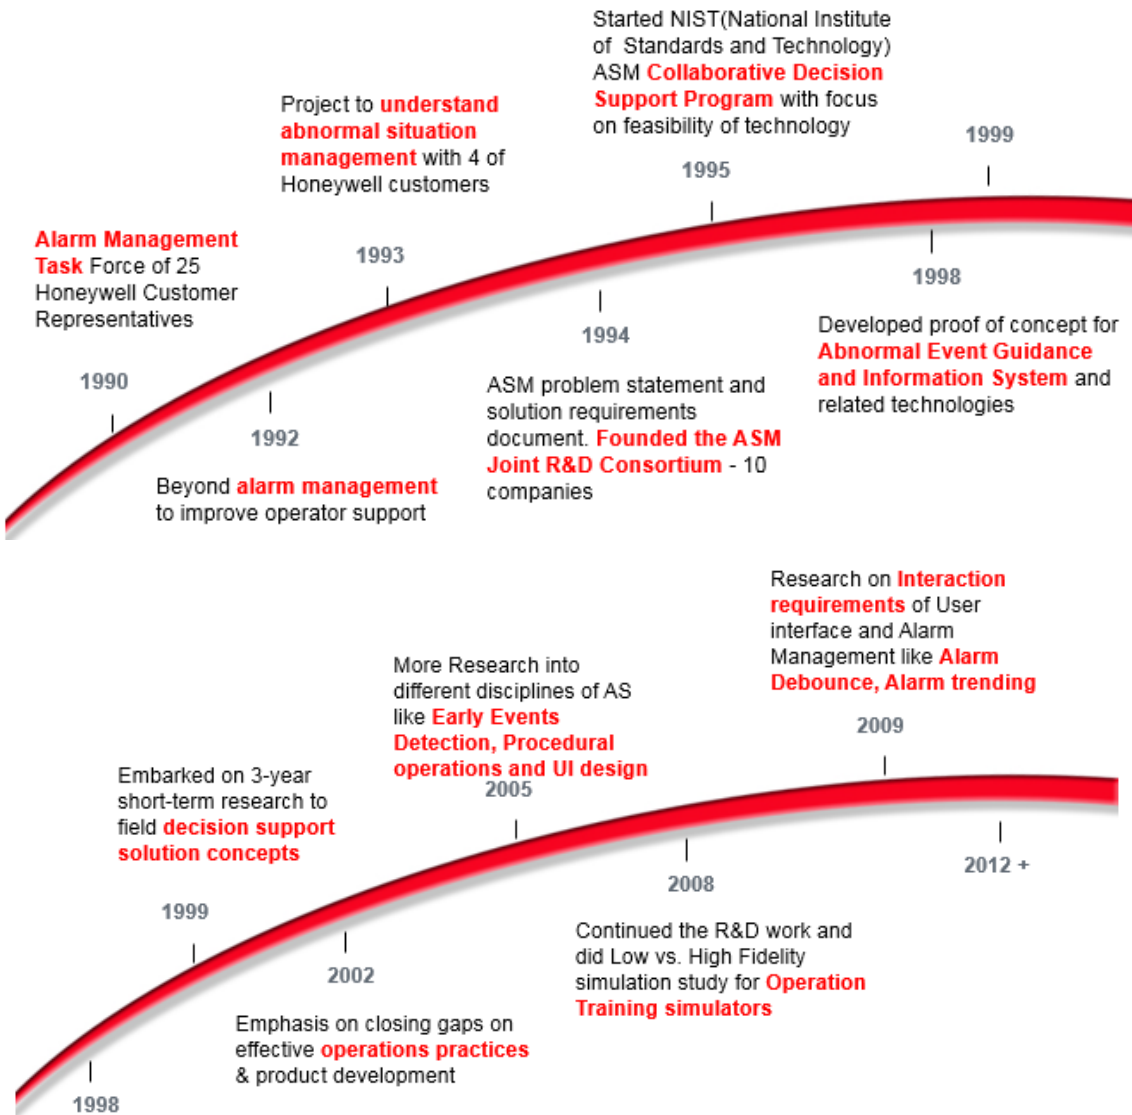 Started NIST(National Institute
of Standards and Technology)
ASM Collaborative Decision
Support Program with focus
on feasibility of technology
1995
1999
Project to understand
abnormal situation
management with 4 of
Honeywell customers
1993
Alarm Management
Task Force of 25
Honeywell Customer
Representatives
1990
1992
Beyond alarm management
to improve operator support
1994
ASM problem statement and
solution requirements
document. Founded the ASM
Joint R&D Consortium - 10
companies
1998
Developed proof of concept for
Abnormal Event Guidance
and Information System and
related technologies
Research on Interaction
requirements of User
interface and Alarm
Management like Alarm
Debounce, Alarm trending
2009
More Research into
different disciplines of AS
like Early Events
Detection, Procedural
operations and UI design
2005
Embarked on 3-year
short-term research to
field decision support
solution concepts
1999
1998
2002
Emphasis on closing gaps on
effective operations practices
& product development
2008
Continued the R&D work and
did Low vs. High Fidelity
simulation study for Operation
Training simulators
2012 +